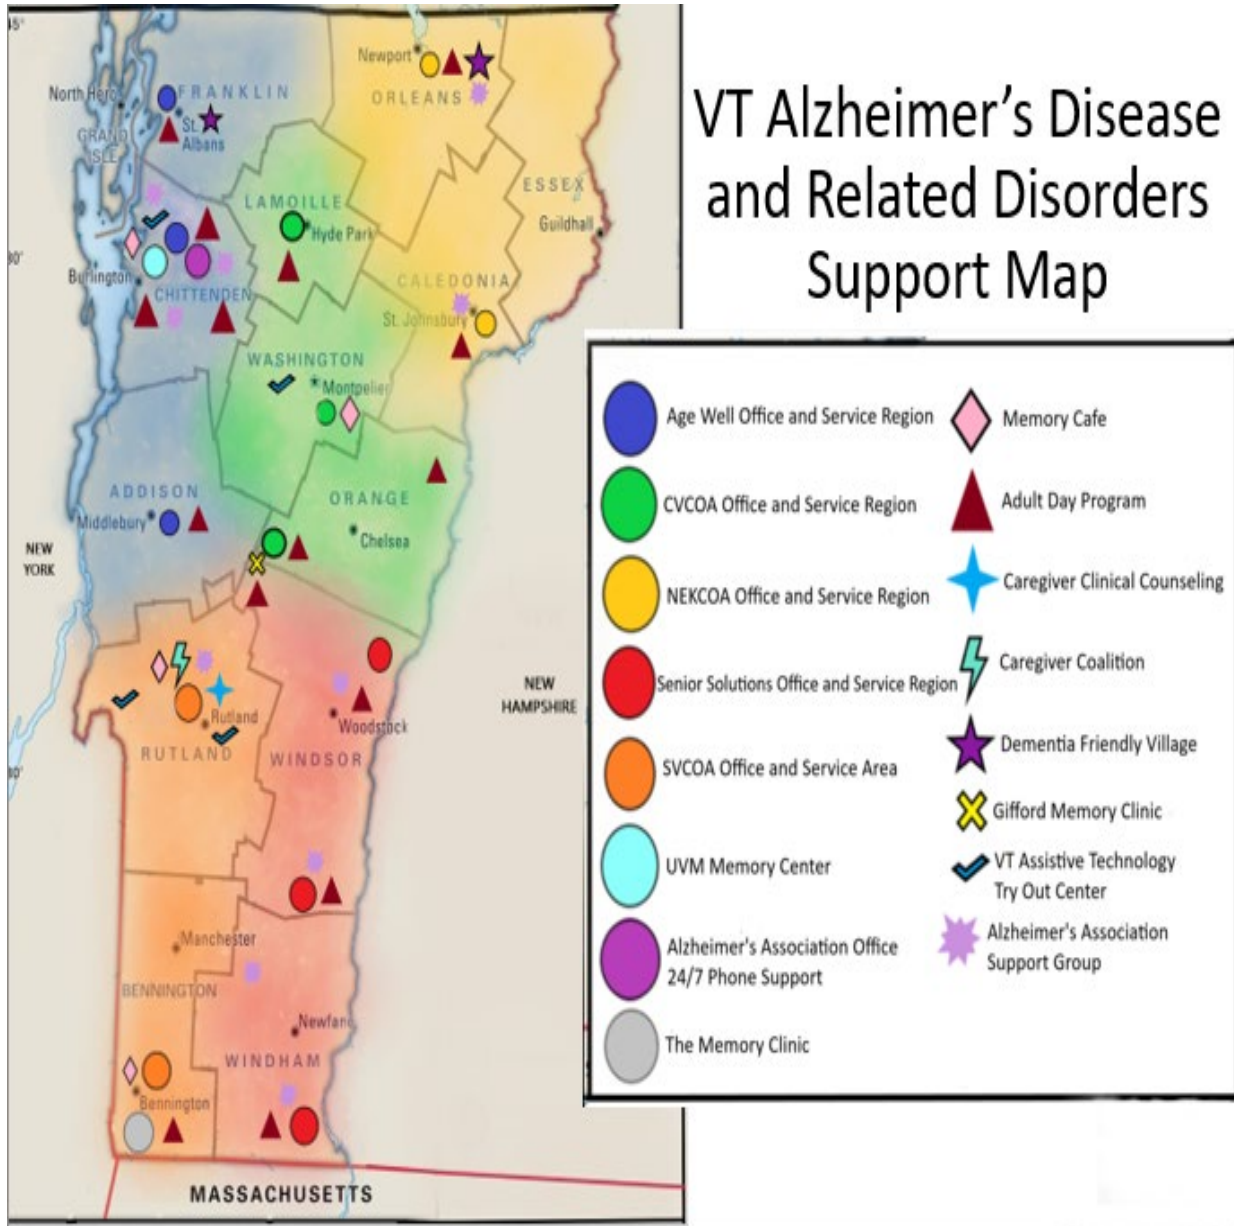 VT Alzheimer's Disease
and Related Disorders
Support Map
45°
Newport
ORLEANS
North Hero
FRANKLIN
GRAND
ISLE
St.
Albans
ESSEX
Guildhall
LAMOILLE
Hyde Park
Burlington
CHITTENDEN
CALEDONIA
St. Johnsbury
WASHINGTON
Montpelier
ADDISON
Middlebury
ORANGE
Chelsea
NEW
YORK
NEW
HAMPSHIRE
Rutland
RUTLAND
Woodstock
WINDSOR
Manchester
BENNINGTON
Newfan
WINDHAM
Bennington
MASSACHUSETTS
Age Well Office and Service Region
CVCOA Office and Service Region
NEKCOA Office and Service Region
Senior Solutions Office and Service Region
SVCOA Office and Service Area
UVM Memory Center
Alzheimer's Association Office
24/7 Phone Support
The Memory Clinic
Memory Cafe
Adult Day Program
Caregiver Clinical Counseling
Caregiver Coalition
Dementia Friendly Village
Gifford Memory Clinic
VT Assistive Technology
Try Out Center
Alzheimer's Association
Support Group